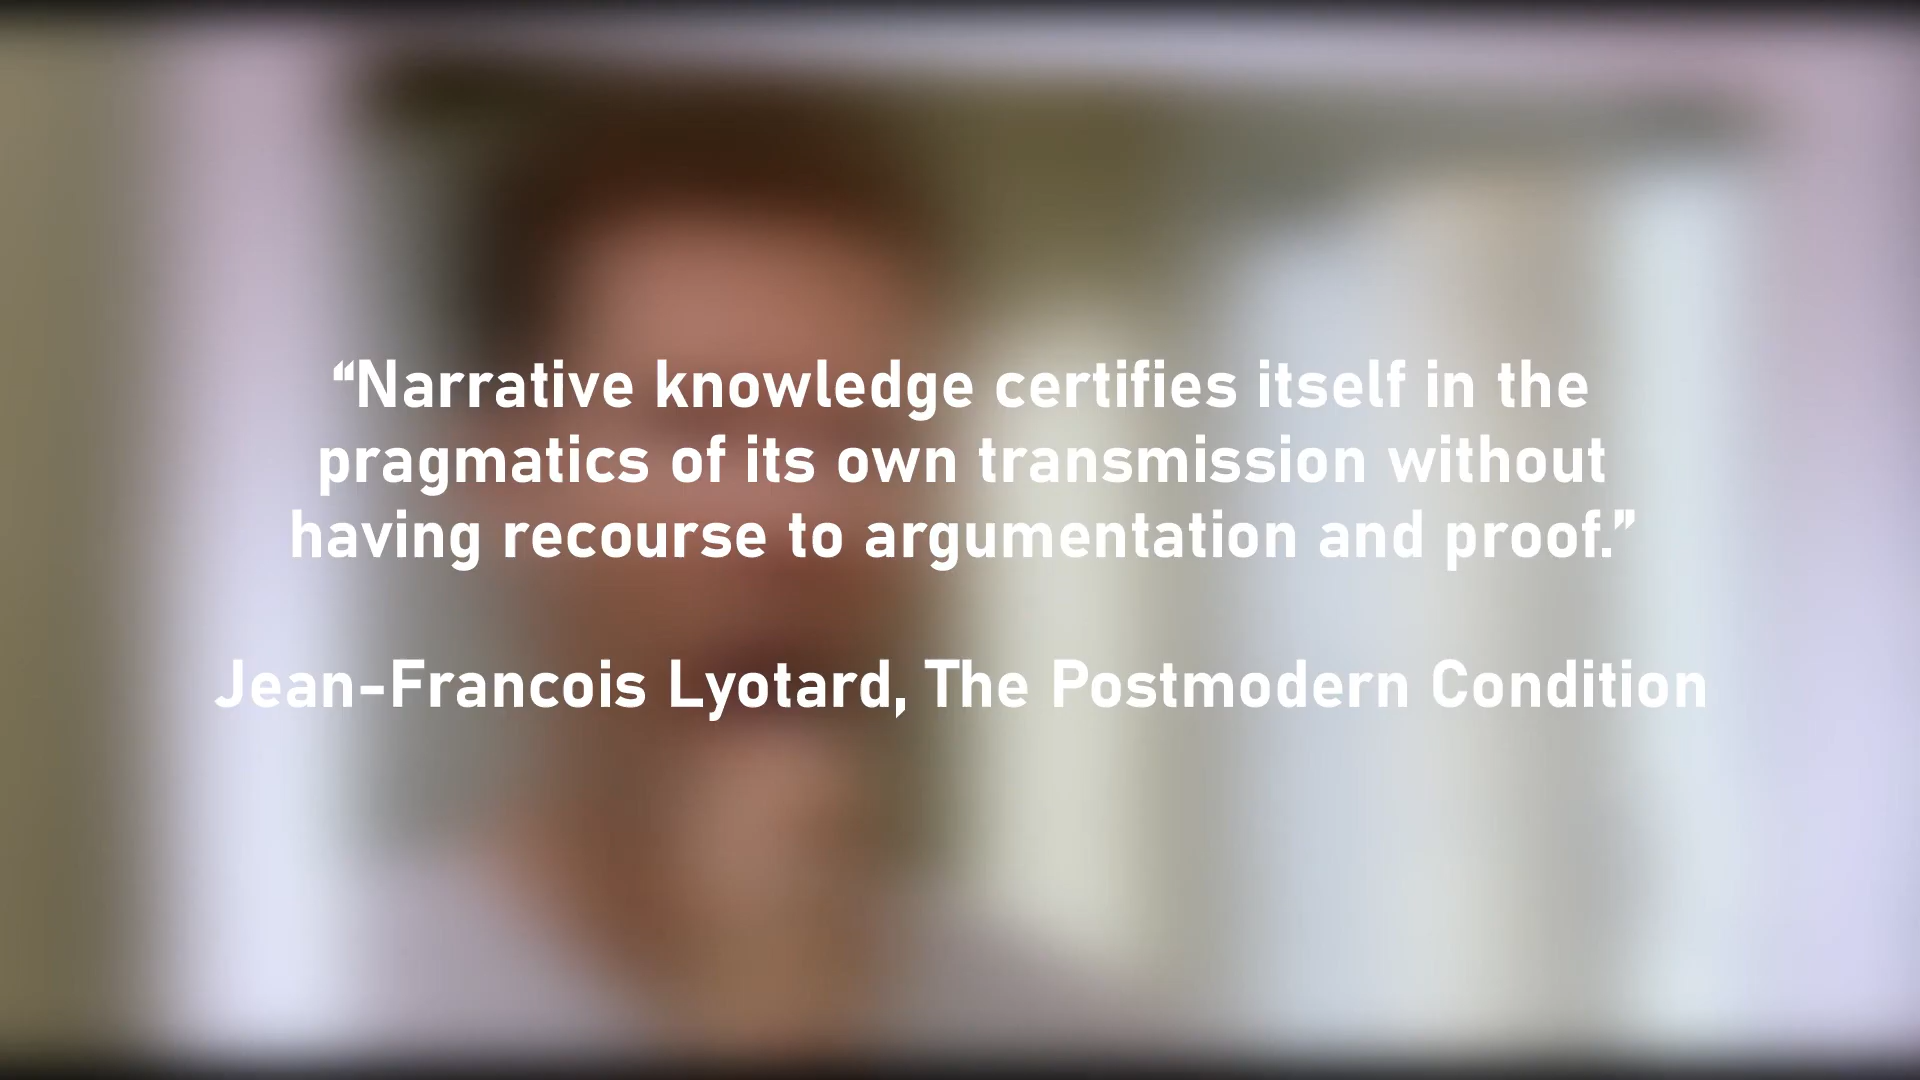 “Narrative knowledge certifies itself in the
pragmatics of its own transmission without
having recourse to argumentation and proof.”
Jean-Francois Lyotard, The Postmodern Condition